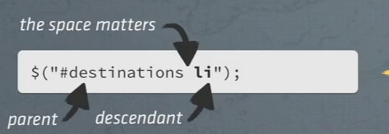 the space matters
$("#destinations li");
parent
descendant